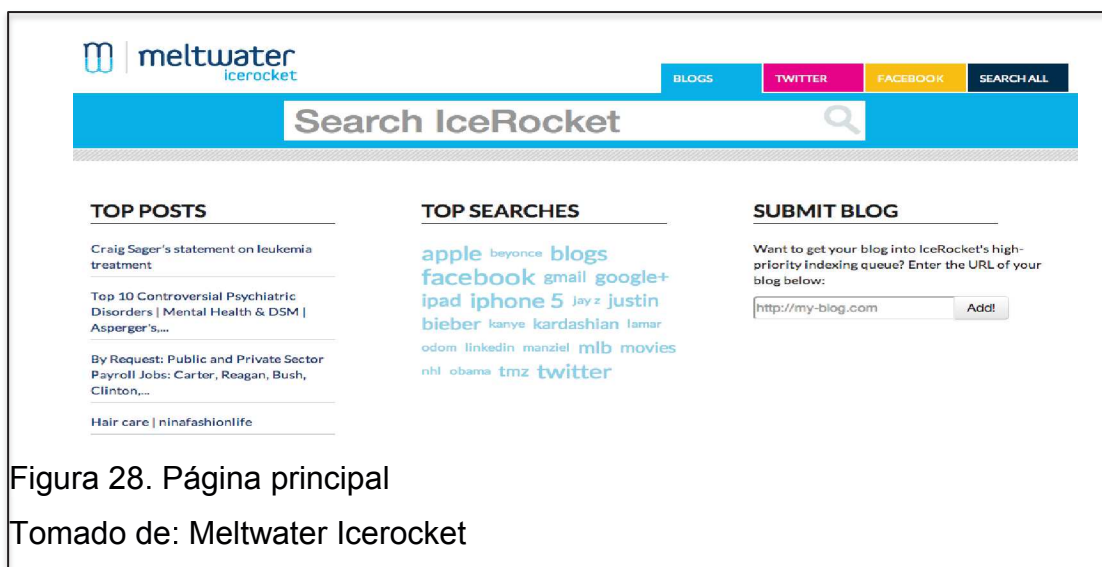 meltwater
icerocket
BLOGS
TWITTER
FACEBOOK
SEARCH ALL
Search IceRocket
TOP POSTS
Craig Sager's statement on leukemia
treatment
Top 10 Controversial Psychiatric
Disorders | Mental Health & DSM |
Asperger's,...
By Request: Public and Private Sector
Payroll Jobs: Carter, Reagan, Bush,
Clinton,...
Hair care | ninafashionlife
TOP SEARCHES
apple beyonce blogs
facebook gmail google+
ipad iphone 5 jay z justin
bieber kanye kardashian lamar
odom linkedin manziel mlb movies
nhl obama tmz twitter
SUBMIT BLOG
Want to get your blog into IceRocket's high-
priority indexing queue? Enter the URL of your
blog below:
http://my-blog.com
Add!
Figura 28. Página principal
Tomado de: Meltwater Icerocket